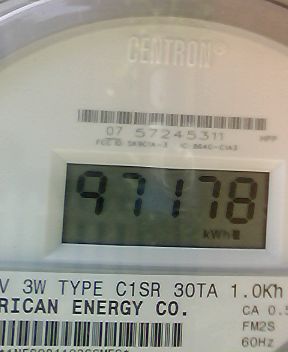 CENTRON®
07 57245311
HPP
97178
kWh
V 3W TYPE C1SR 30TA 1.0Kh
RICAN ENERGY CO.
CA 0.5
FM2S
60Hz